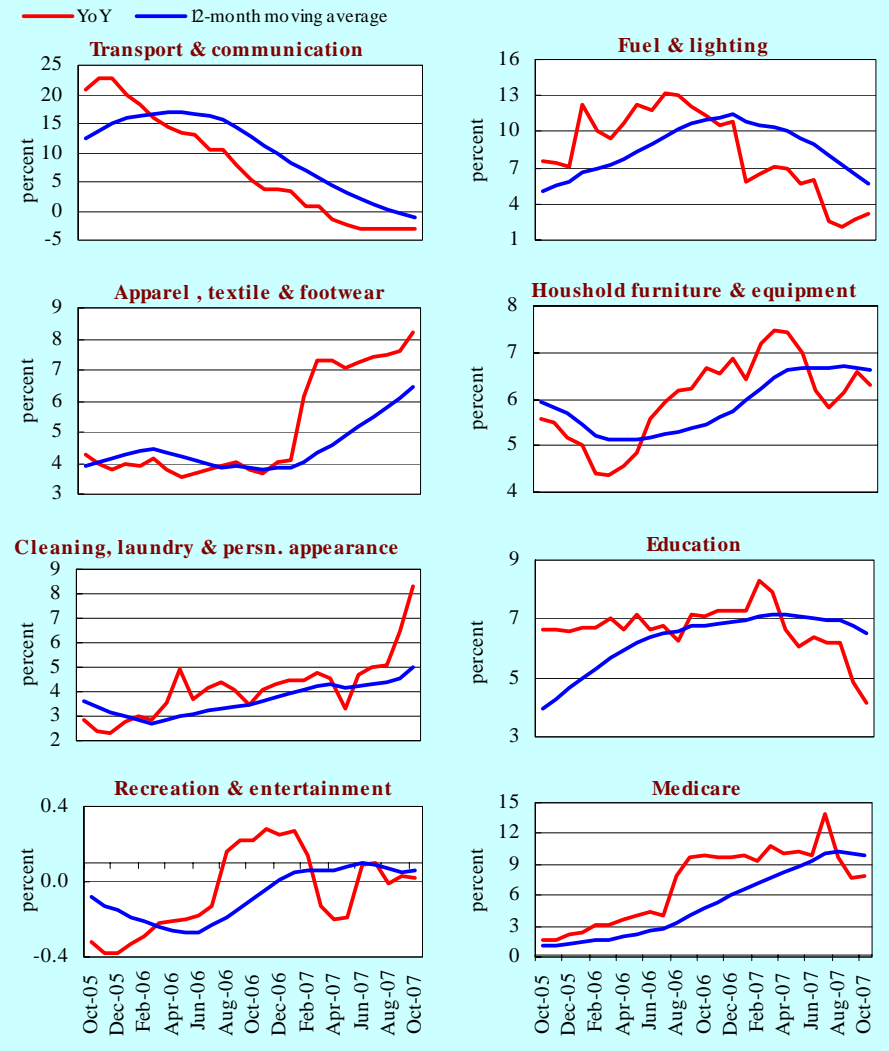 YoY 12-month moving average
Transport & communication
25
20
15
10
5
0
-5
percent
Fuel & lighting
16
13
10
7
4
1
percent
Apparel , textile & footwear
9
8
7
6
5
4
3
percent
Houshold furniture & equipment
8
7
6
5
4
percent
Cleaning, laundry & persn. appearance
9
8
7
6
5
4
3
2
percent
Education
9
7
5
3
percent
Recreation & entertainment
0.4
0.0
-0.4
percent
Oct-05 Dec-05 Feb-06 Apr-06 Jun-06 Aug-06 Oct-06 Dec-06 Feb-07 Apr-07 Jun-07 Aug-07 Oct-07
Medicare
15
12
9
6
3
0
percent
Oct-05 Dec-05 Feb-06 Apr-06 Jun-06 Aug-06 Oct-06 Dec-06 Feb-07 Apr-07 Jun-07 Aug-07 Oct-07